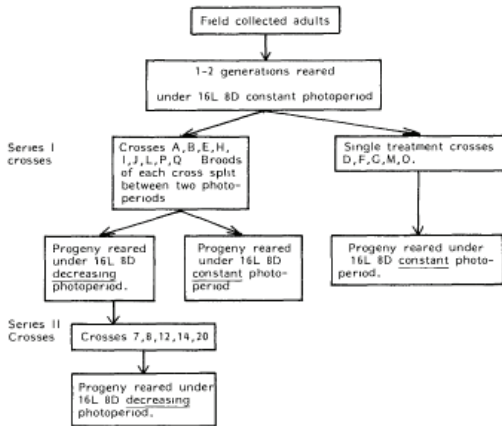 Field collected adults
1-2 generations reared
under 16L 8D constant photoperiod
Series I
crosses
Crosses A,B,E,H,
I,J,L,P,Q Broods
of each cross split
between two photo-
periods
Single treatment crosses
D,F,G,M,O.
Progeny reared
under 16L 8D
decreasing
photoperiod.
Progeny reared
under 16L 8D
constant photo-
period
Progeny reared under
16L 8D constant photo-
period.
Series II
Crosses
Crosses 7,8,12,14,20
Progeny reared under
16L 8D decreasing
photoperiod.